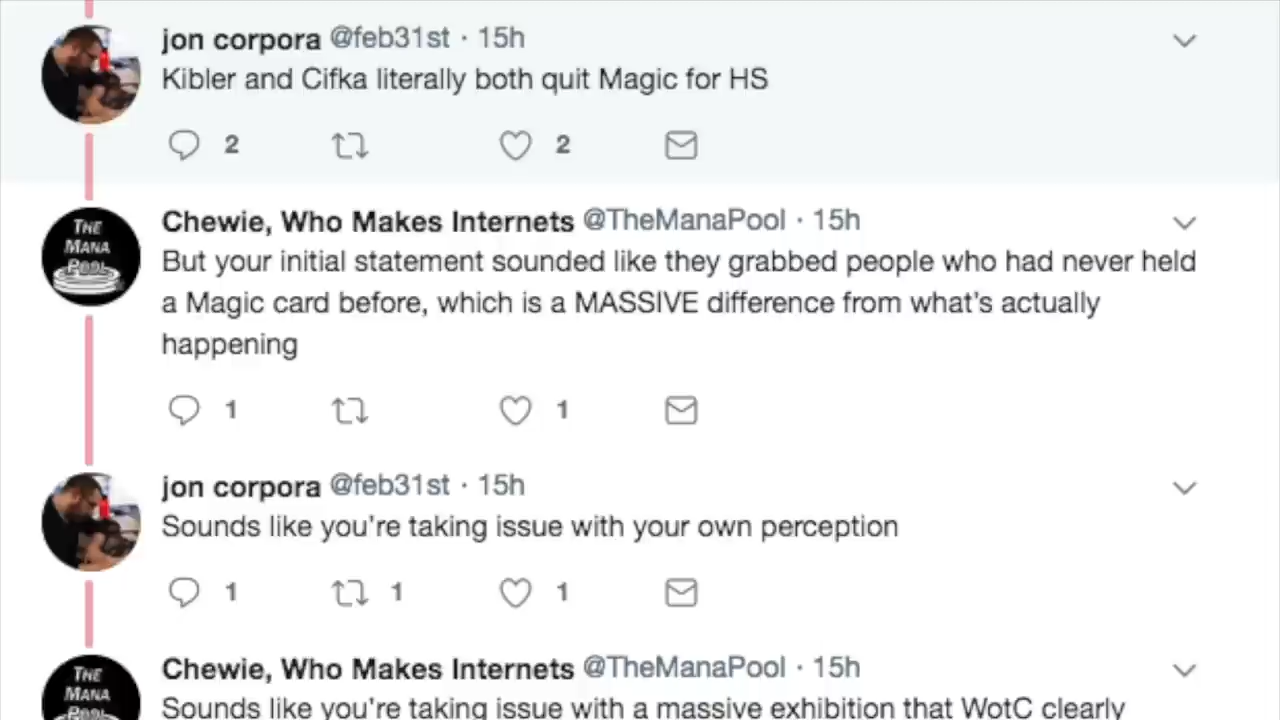 jon corpora @feb31st · 15h
Kibler and Cifka literally both quit Magic for HS
2 2
THE
MANA
POOL
Chewie, Who Makes Internets @TheManaPool · 15h
But your initial statement sounded like they grabbed people who had never held
a Magic card before, which is a MASSIVE difference from what's actually
happening
1 1
jon corpora @feb31st · 15h
Sounds like you're taking issue with your own perception
1 1 1
THE
MANA
POOL
Chewie, Who Makes Internets @TheManaPool · 15h
Sounds like you're taking issue with a massive exhibition that WotC clearly